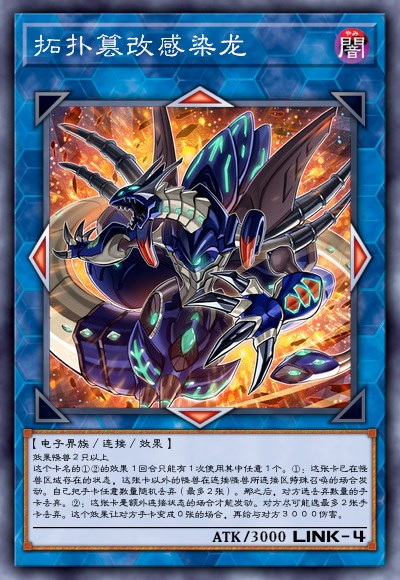 拓扑篡改感染龙
やみ
闇
【电子界族／连接／效果】
效果怪兽2只以上
这个卡名的①②的效果1回合只能有1次使用其中任意1个。①：这张卡已在怪
兽区域存在的状态，这张卡以外的怪兽在连接怪兽所连接区特殊召唤的场合发
动。自己把手卡任意数量随机丢弃（最多2张）。那之后，对方选丢弃数量的手
卡丢弃。②：这张卡是额外连接状态的场合才能发动。对方尽可能选最多2张手
卡丢弃。这个效果让对方手卡变成0张的场合，再给与对方3000伤害。
ATK/3000 LINK-4